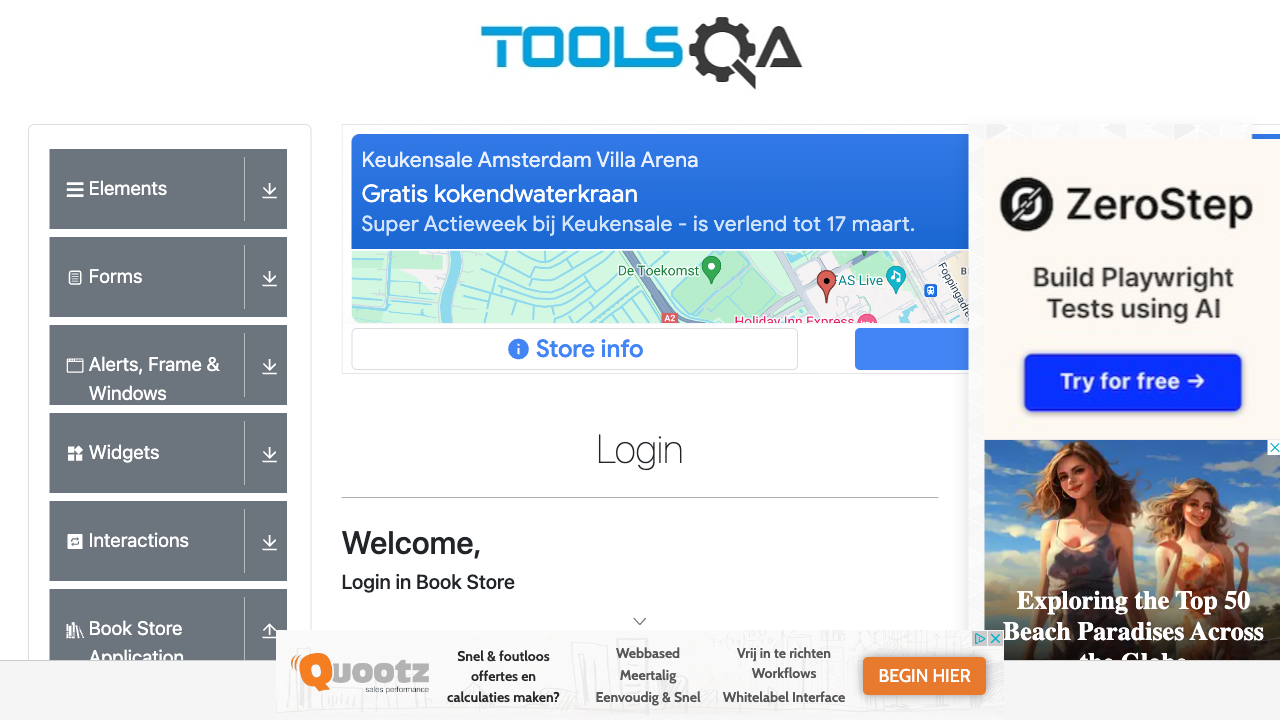 TOOLSQA
Elements
Forms
Alerts, Frame &
Windows
Widgets
Interactions
Book Store
Application
Keukensale Amsterdam Villa Arena
Gratis kokendwaterkraan
Super Actieweek bij Keukensale - is verlend tot 17 maart.
De Toekomst
FAS Live
A2
Holiday Inn Express
Foppingadre
B
Store info
Login
Welcome,
Login in Book Store
ZeroStep
Build Playwright
Tests using AI
Try for free →
Exploring the Top 50
Beach Paradises Across
the Globe
Quootz
sales performance
Snel & foutloos
offertes en
calculaties maken?
Webbased
Meertalig
Eenvoudig & Snel
Vrij in te richten
Workflows
Whitelabel Interface
BEGIN HIER